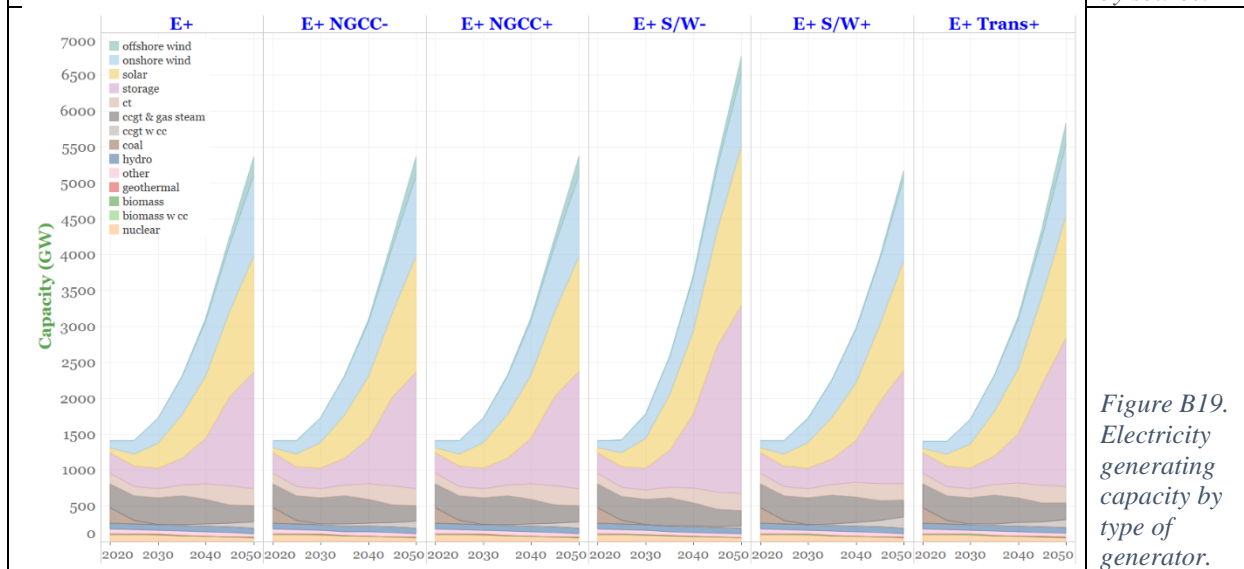 E+ E+ NGCC- E+ NGCC+ E+ S/W- E+ S/W+ E+ Trans+
7000
6500
6000
5500
5000
4500
4000
3500
3000
2500
2000
1500
1000
500
0
Capacity (GW)
offshore wind
onshore wind
solar
storage
ct
ccgt & gas steam
ccgt w cc
coal
hydro
other
geothermal
biomass
biomass w cc
nuclear
2020 2030 2040 2050 2020 2030 2040 2050 2020 2030 2040 2050 2020 2030 2040 2050 2020 2030 2040 2050 2020 2030 2040 2050
Figure B19.
Electricity
generating
capacity by
type of
generator.